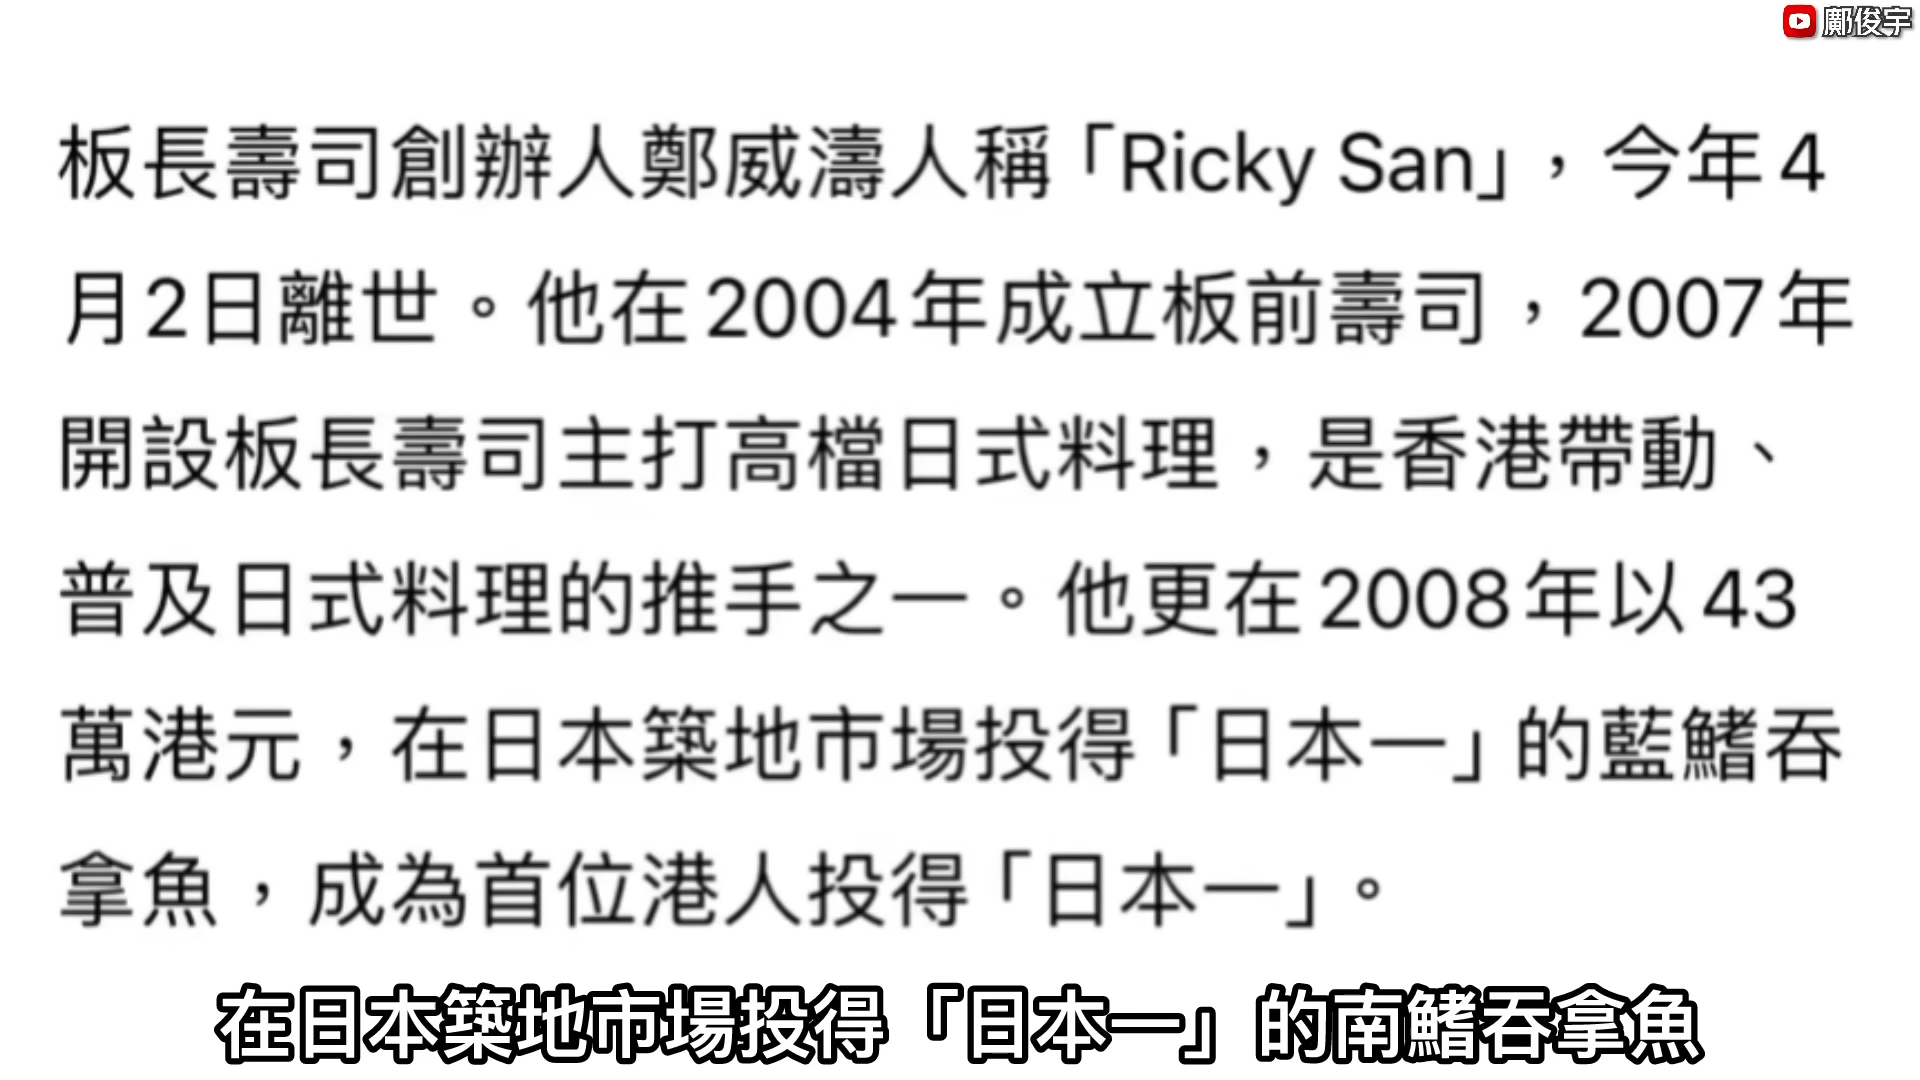 鄺俊宇
板長壽司創辦人鄭威濤人稱「Ricky San」，今年4
月2日離世。他在2004年成立板前壽司，2007年
開設板長壽司主打高檔日式料理，是香港帶動、
普及日式料理的推手之一。他更在2008年以43
萬港元，在日本築地市場投得「日本一」的藍鰭吞
拿魚，成為首位港人投得「日本一」。
在日本築地市場投得「日本一」的南鰭吞拿魚